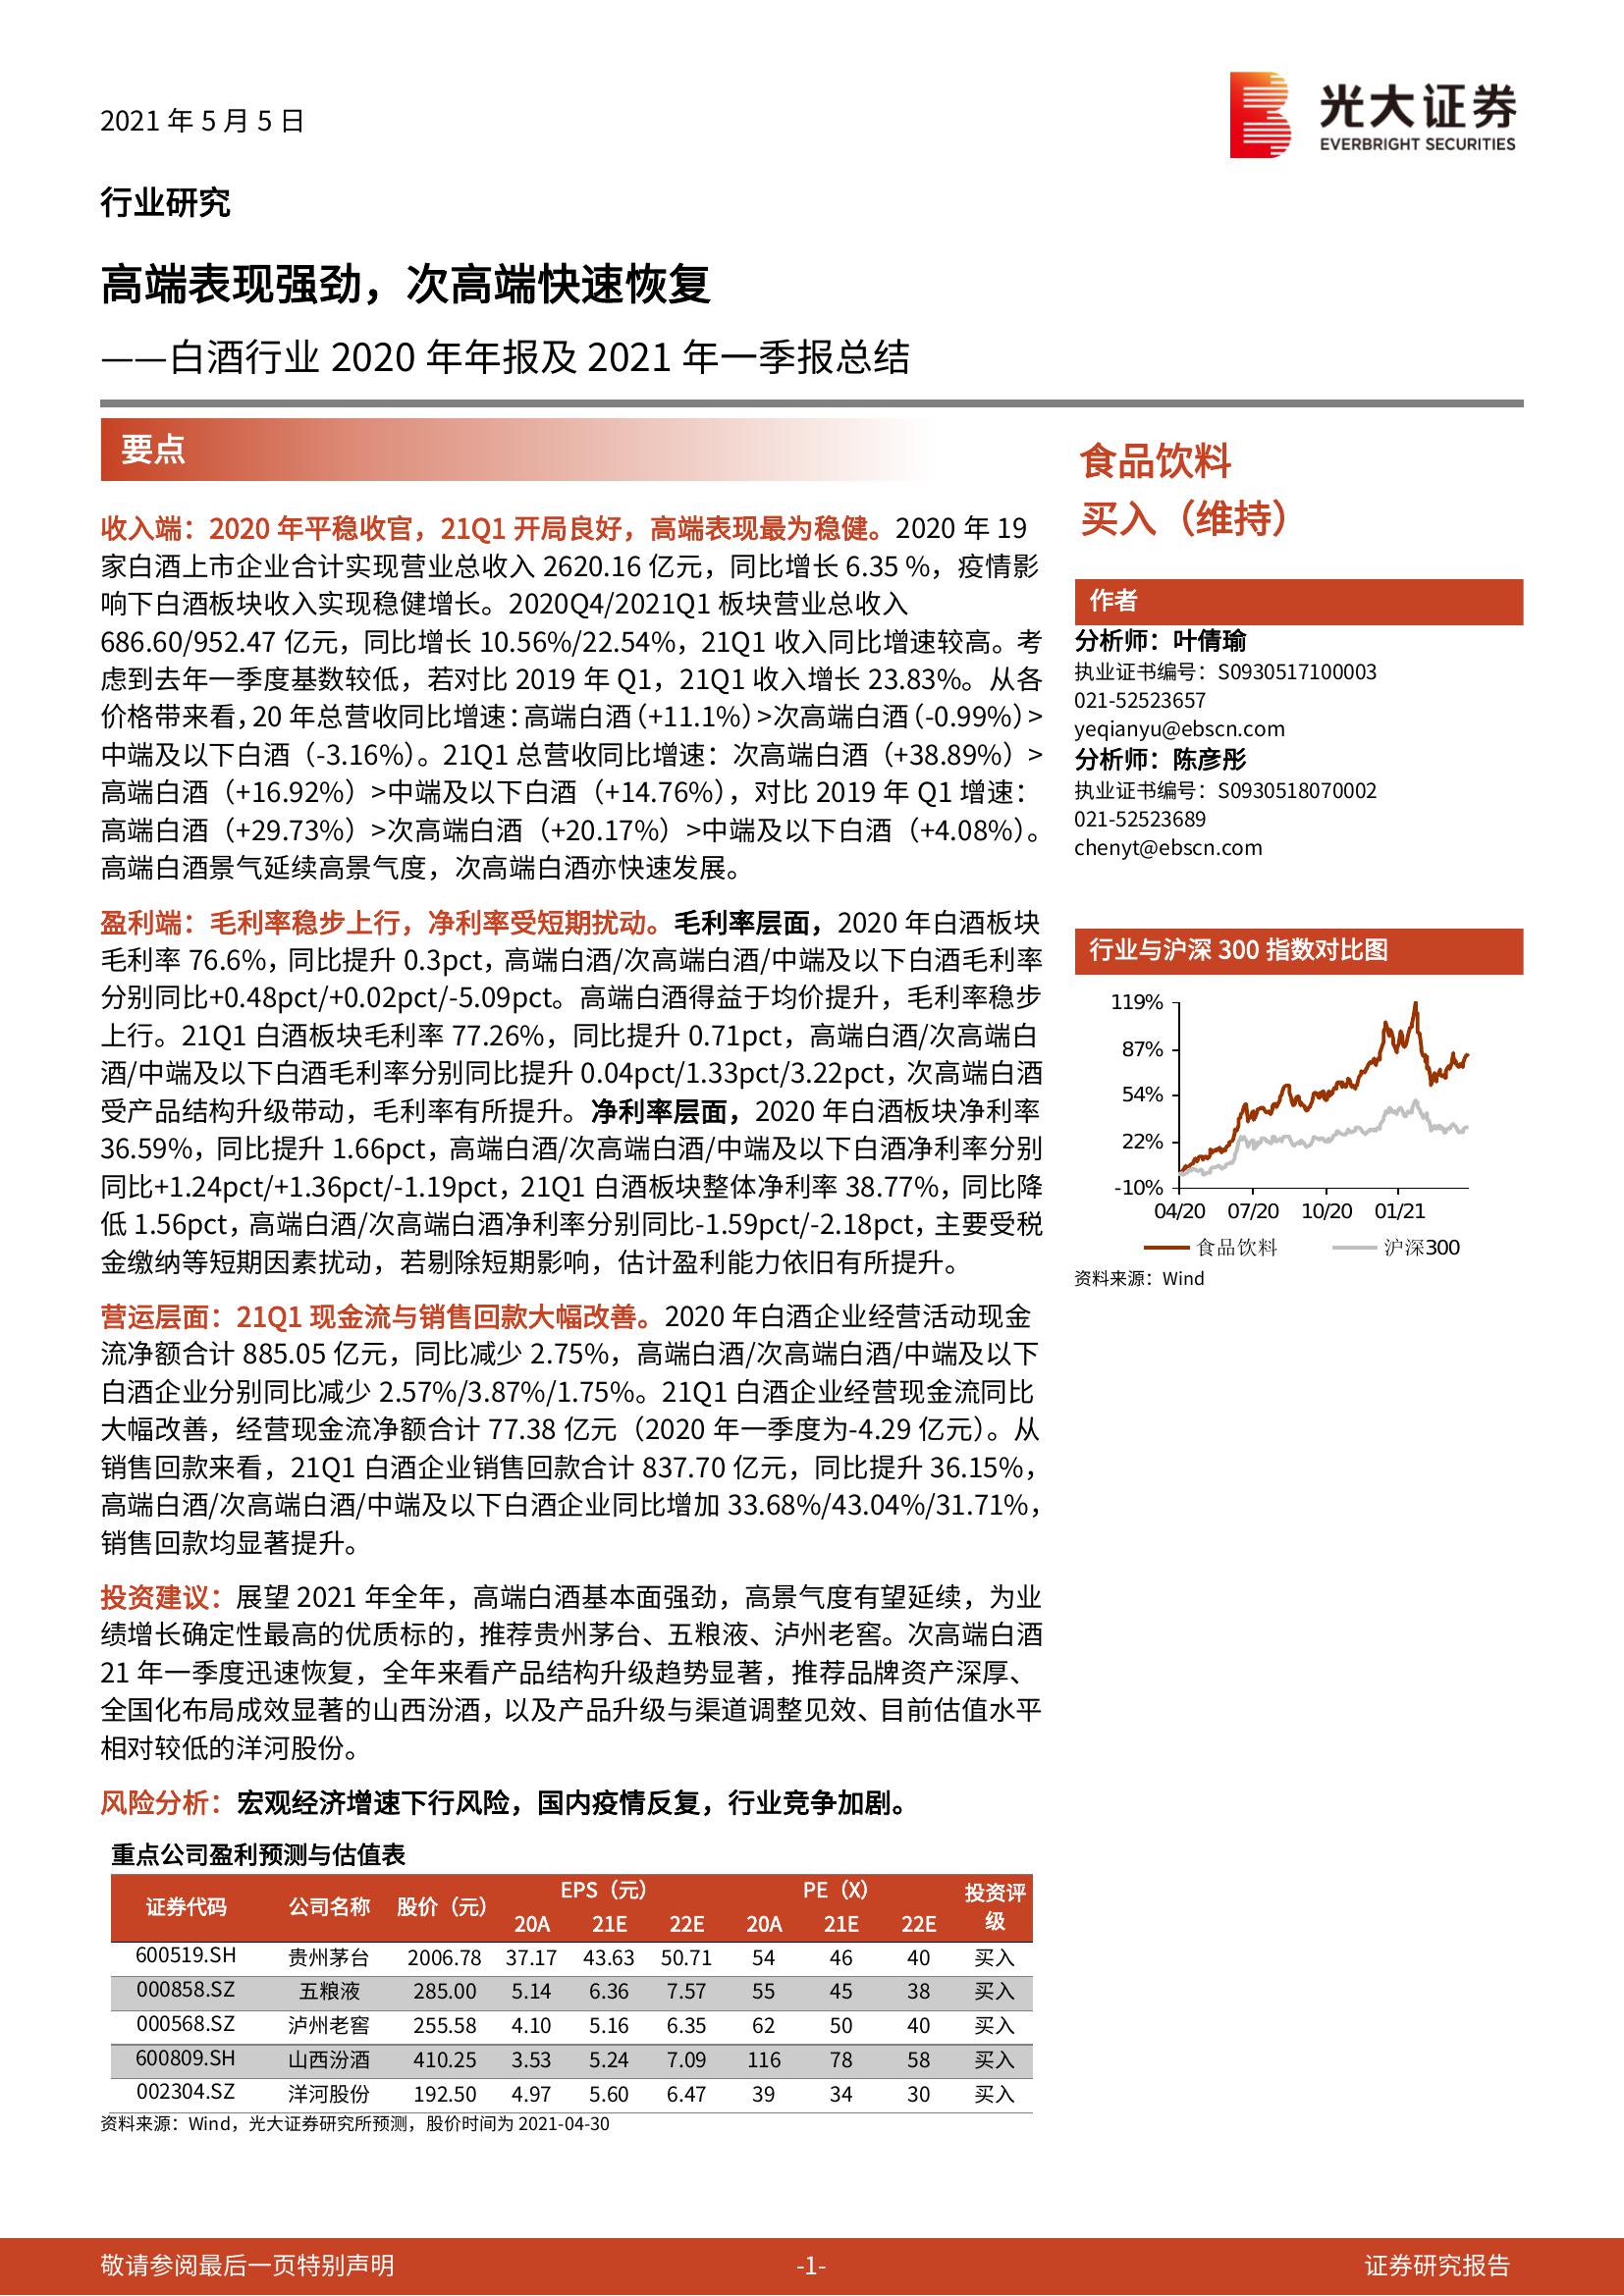 2021 年 5 月 5 日
光大证券
EVERBRIGHT SECURITIES
行业研究
高端表现强劲，次高端快速恢复
——白酒行业 2020 年年报及 2021 年一季报总结
要点
收入端：2020 年平稳收官，21Q1 开局良好，高端表现最为稳健。2020 年 19
家白酒上市企业合计实现营业总收入 2620.16 亿元，同比增长 6.35 %，疫情影
响下白酒板块收入实现稳健增长。2020Q4/2021Q1 板块营业总收入
686.60/952.47 亿元，同比增长 10.56%/22.54%，21Q1 收入同比增速较高。考
虑到去年一季度基数较低，若对比 2019 年 Q1，21Q1 收入增长 23.83%。从各
价格带来看，20 年总营收同比增速：高端白酒（+11.1%）>次高端白酒（-0.99%）>
中端及以下白酒（-3.16%）。21Q1 总营收同比增速：次高端白酒（+38.89%）>
高端白酒（+16.92%）>中端及以下白酒（+14.76%），对比 2019 年 Q1 增速：
高端白酒（+29.73%）>次高端白酒（+20.17%）>中端及以下白酒（+4.08%）。
高端白酒景气延续高景气度，次高端白酒亦快速发展。
盈利端：毛利率稳步上行，净利率受短期扰动。毛利率层面，2020 年白酒板块
毛利率 76.6%，同比提升 0.3pct，高端白酒/次高端白酒/中端及以下白酒毛利率
分别同比+0.48pct/+0.02pct/-5.09pct。高端白酒得益于均价提升，毛利率稳步
上行。21Q1 白酒板块毛利率 77.26%，同比提升 0.71pct，高端白酒/次高端白
酒/中端及以下白酒毛利率分别同比提升 0.04pct/1.33pct/3.22pct，次高端白酒
受产品结构升级带动，毛利率有所提升。净利率层面，2020 年白酒板块净利率
36.59%，同比提升 1.66pct，高端白酒/次高端白酒/中端及以下白酒净利率分别
同比+1.24pct/+1.36pct/-1.19pct，21Q1 白酒板块整体净利率 38.77%，同比降
低 1.56pct，高端白酒/次高端白酒净利率分别同比-1.59pct/-2.18pct，主要受税
金缴纳等短期因素扰动，若剔除短期影响，估计盈利能力依旧有所提升。
营运层面：21Q1 现金流与销售回款大幅改善。2020 年白酒企业经营活动现金
流净额合计 885.05 亿元，同比减少 2.75%，高端白酒/次高端白酒/中端及以下
白酒企业分别同比减少 2.57%/3.87%/1.75%。21Q1 白酒企业经营现金流同比
大幅改善，经营现金流净额合计 77.38 亿元（2020 年一季度为-4.29 亿元）。从
销售回款来看，21Q1 白酒企业销售回款合计 837.70 亿元，同比提升 36.15%，
高端白酒/次高端白酒/中端及以下白酒企业同比增加 33.68%/43.04%/31.71%，
销售回款均显著提升。
投资建议：展望 2021 年全年，高端白酒基本面强劲，高景气度有望延续，为业
绩增长确定性最高的优质标的，推荐贵州茅台、五粮液、泸州老窖。次高端白酒
21 年一季度迅速恢复，全年来看产品结构升级趋势显著，推荐品牌资产深厚、
全国化布局成效显著的山西汾酒，以及产品升级与渠道调整见效、目前估值水平
相对较低的洋河股份。
风险分析：宏观经济增速下行风险，国内疫情反复，行业竞争加剧。
重点公司盈利预测与估值表
证券代码 公司名称 股价（元） EPS（元） PE（X） 投资评级
20A 21E 22E 20A 21E 22E
600519.SH 贵州茅台 2006.78 37.17 43.63 50.71 54 46 40 买入
000858.SZ 五粮液 285.00 5.14 6.36 7.57 55 45 38 买入
000568.SZ 泸州老窖 255.58 4.10 5.16 6.35 62 50 40 买入
600809.SH 山西汾酒 410.25 3.53 5.24 7.09 116 78 58 买入
002304.SZ 洋河股份 192.50 4.97 5.60 6.47 39 34 30 买入
资料来源：Wind，光大证券研究所预测，股价时间为 2021-04-30
食品饮料
买入（维持）
作者
分析师：叶倩瑜
执业证书编号：S0930517100003
021-52523657
yeqianyu@ebscn.com
分析师：陈彦彤
执业证书编号：S0930518070002
021-52523689
chenyt@ebscn.com
行业与沪深 300 指数对比图
119%
87%
54%
22%
-10%
04/20 07/20 10/20 01/21
食品饮料 沪深300
资料来源：Wind
敬请参阅最后一页特别声明 -1- 证券研究报告